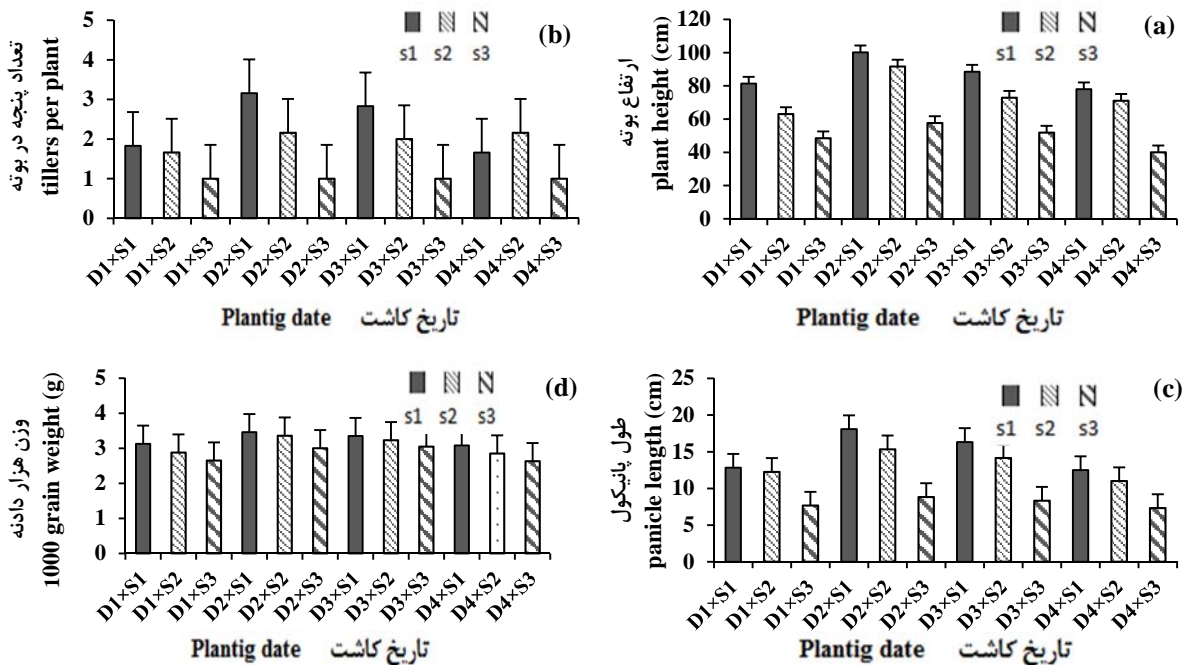 (b)
s1 s2 s3
تعداد پنجه در بوته
tillers per plant
5
4
3
2
1
0
D1×S1
D1×S2
D1×S3
D2×S1
D2×S2
D2×S3
D3×S1
D3×S2
D3×S3
D4×S1
D4×S2
D4×S3
Plantig date تاریخ کاشت
(a)
s1 s2 s3
ارتفاع بوته
plant height (cm)
120
100
80
60
40
20
0
D1×S1
D1×S2
D1×S3
D2×S1
D2×S2
D2×S3
D3×S1
D3×S2
D3×S3
D4×S1
D4×S2
D4×S3
Plantig date تاریخ کاشت
(d)
s1 s2 s3
وزن هزار دادنه
1000 grain weight (g)
5
4
3
2
1
0
D1×S1
D1×S2
D1×S3
D2×S1
D2×S2
D2×S3
D3×S1
D3×S2
D3×S3
D4×S1
D4×S2
D4×S3
Plantig date تاریخ کاشت
(c)
s1 s2 s3
طول پانیکول
panicle length (cm)
25
20
15
10
5
0
D1×S1
D1×S2
D1×S3
D2×S1
D2×S2
D2×S3
D3×S1
D3×S2
D3×S3
D4×S1
D4×S2
D4×S3
Plantig date تاریخ کاشت